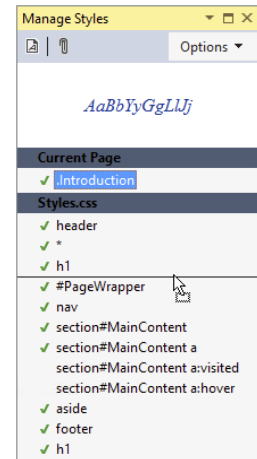 Manage Styles
Options
AaBbYyGgLlJj
Current Page
.Introduction
Styles.css
header
*
h1
#PageWrapper
nav
section#MainContent
section#MainContent a
section#MainContent a:visited
section#MainContent a:hover
aside
footer
h1